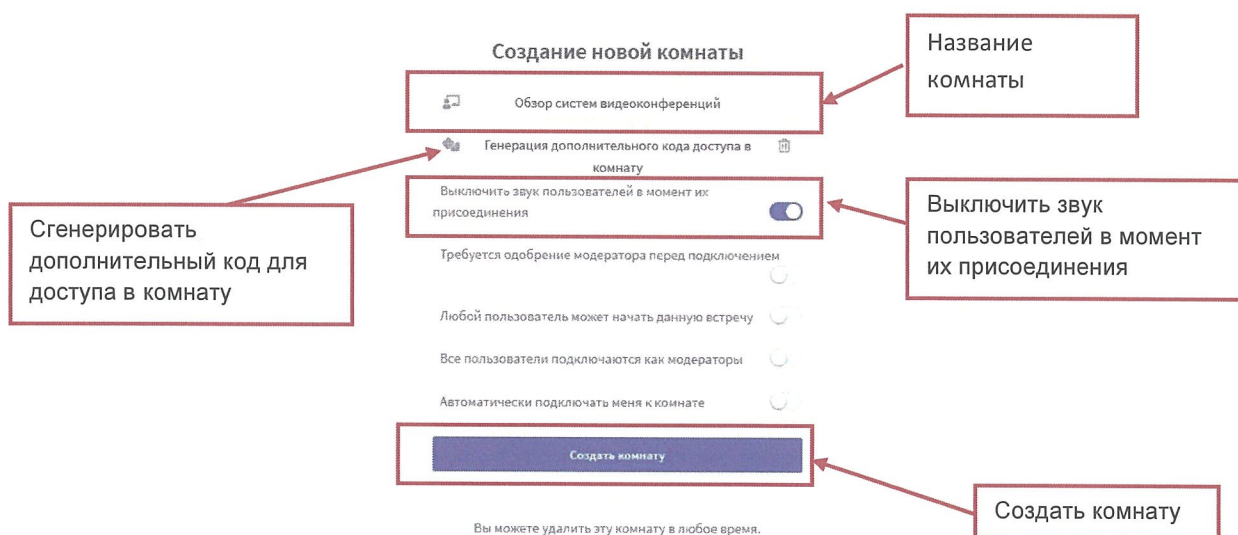 Создание новой комнаты
Название
комнаты
Обзор систем видеоконференций
Генерация дополнительного кода доступа в
комнату
Выключить звук пользователей в момент их
присоединения
Выключить звук
пользователей в момент
их присоединения
Сгенерировать
дополнительный код для
доступа в комнату
Требуется одобрение модератора перед подключением
Любой пользователь может начать данную встречу
Все пользователи подключаются как модераторы
Автоматически подключать меня к комнате
Создать комнату
Создать комнату
Вы можете удалить эту комнату в любое время.